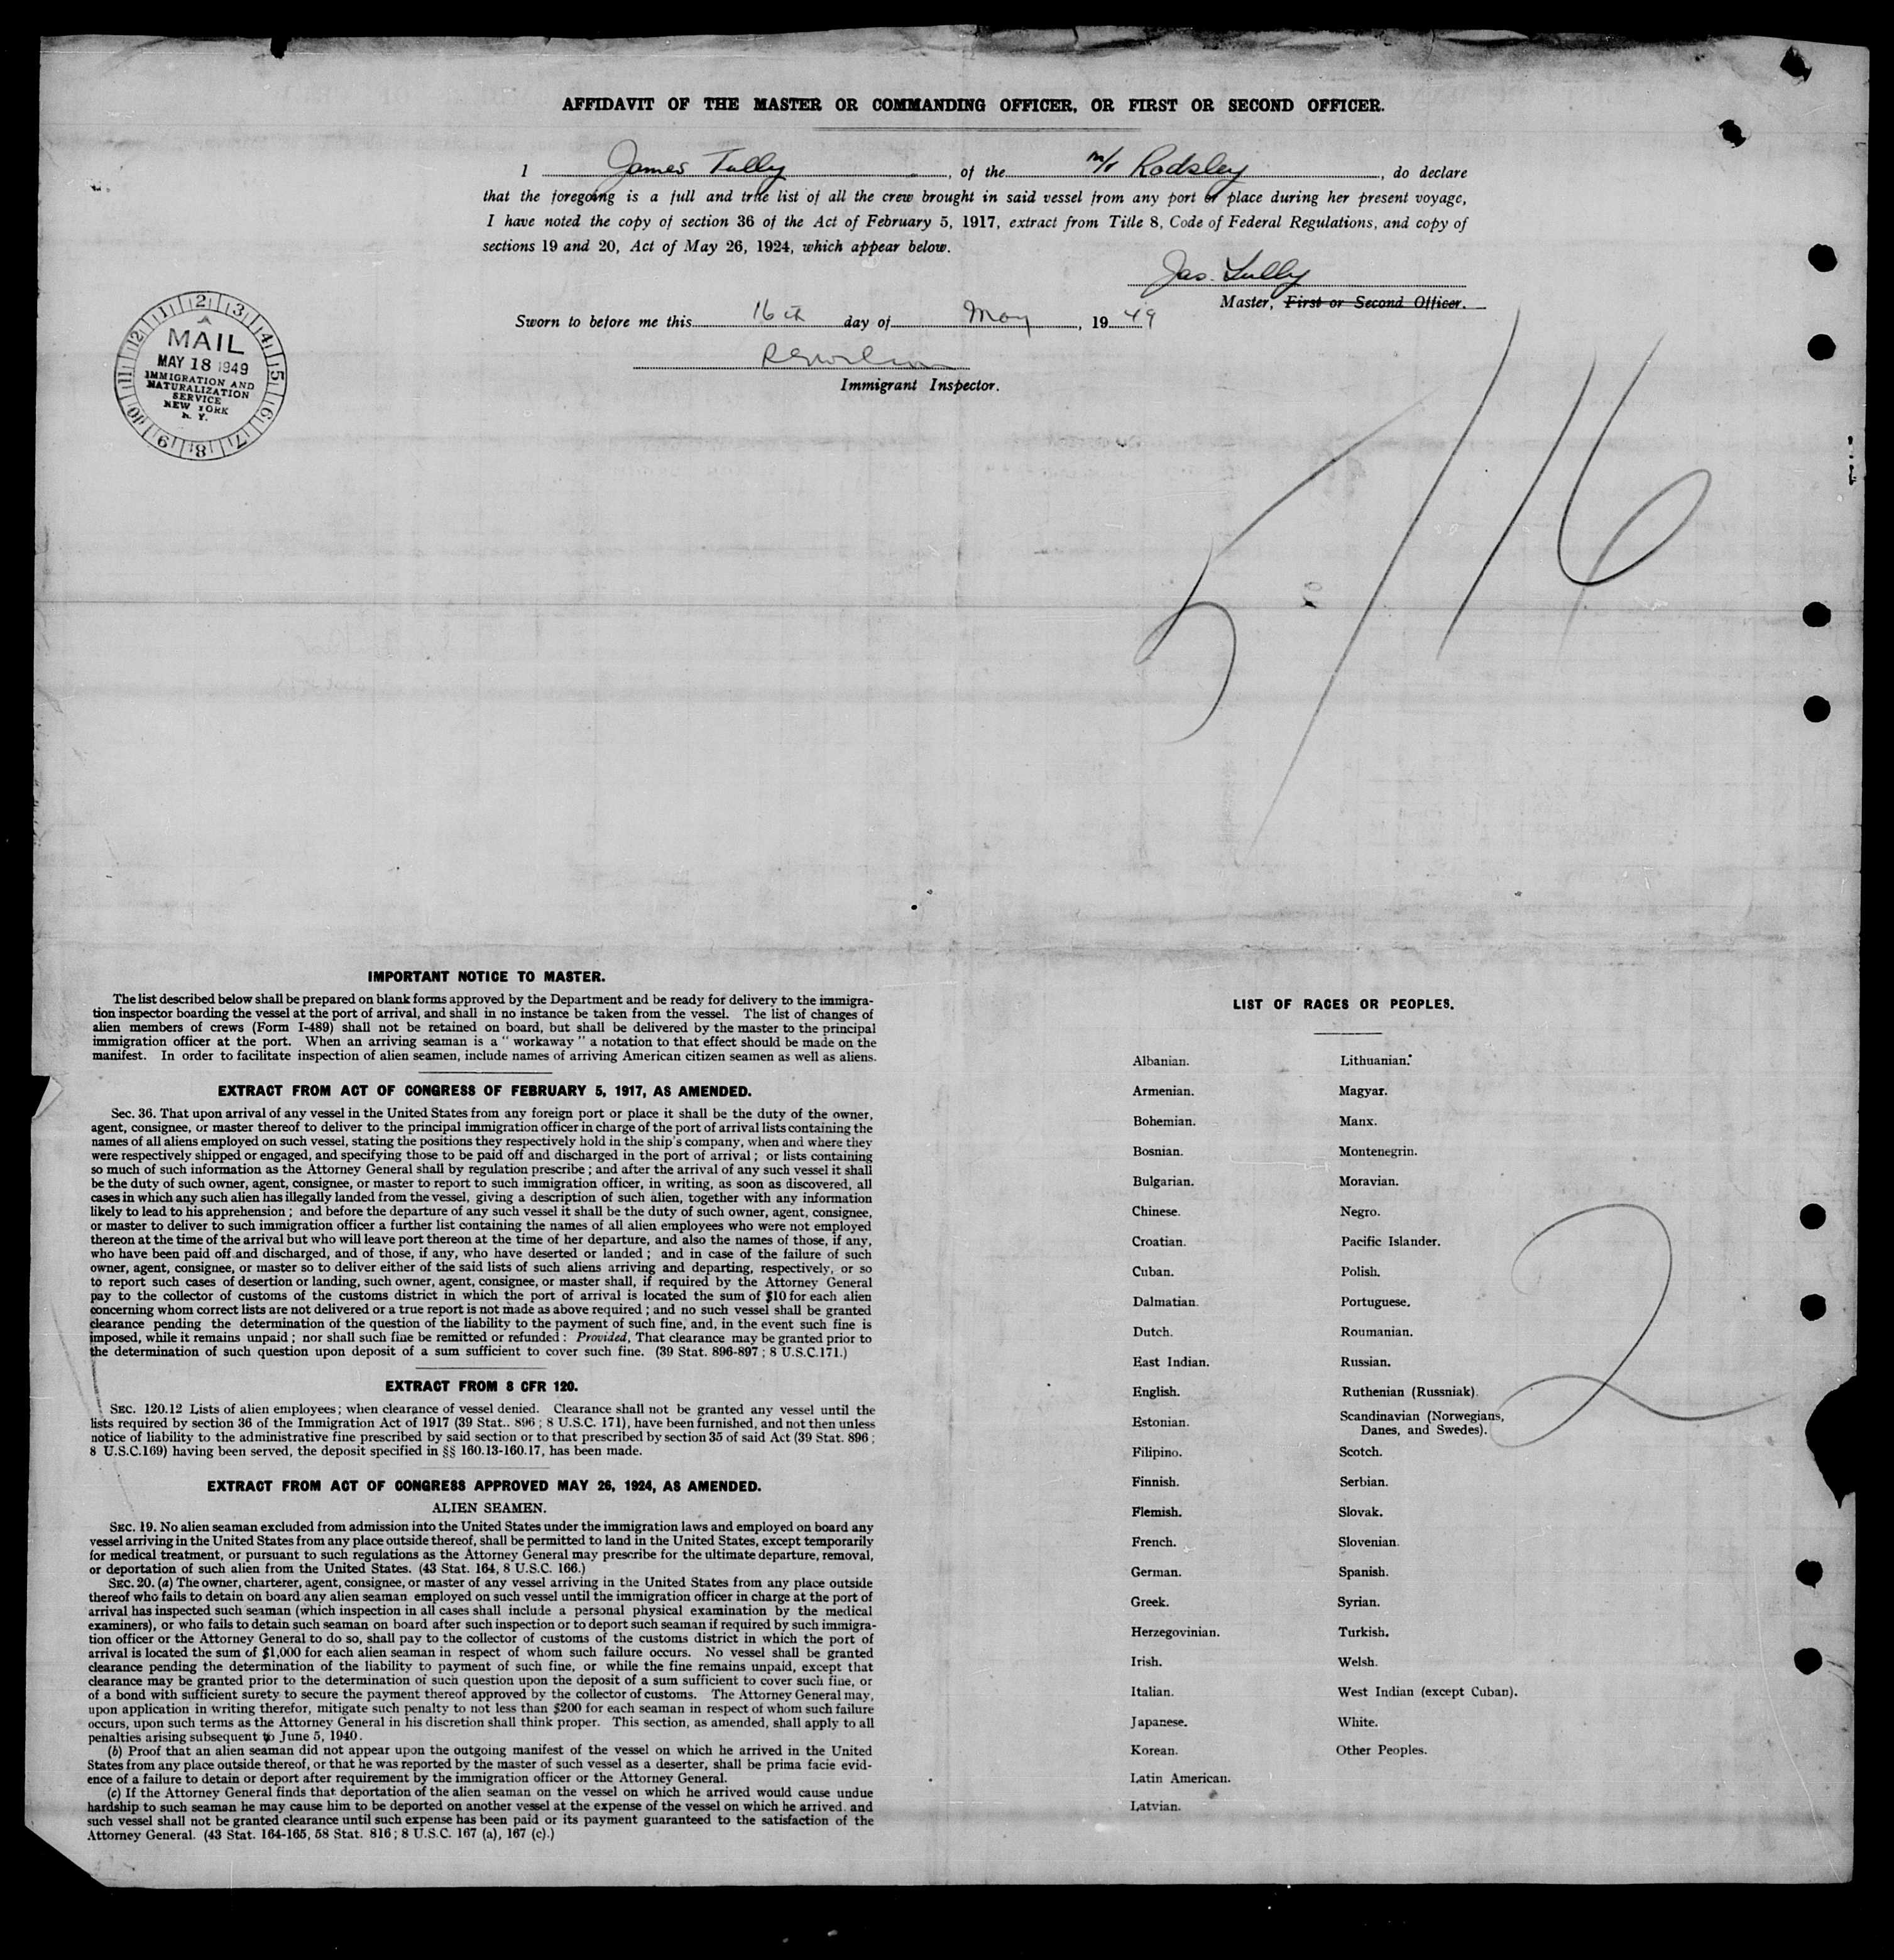 AFFIDAVIT OF THE MASTER OR COMMANDING OFFICER, OR FIRST OR SECOND OFFICER.
I James Tully, of the m/v Rodsley, do declare
that the foregoing is a full and true list of all the crew brought in said vessel from any port or place during her present voyage,
I have noted the copy of section 36 of the Act of February 5, 1917, extract from Title 8, Code of Federal Regulations, and copy of
sections 19 and 20, Act of May 26, 1924, which appear below.
Jas. Tully
Master, First or Second Officer.
Sworn to before me this 16th day of May, 19 49
Immigrant Inspector.
1 2 3 4 5 6 7 8 9 10 11 12
MAIL
MAY 18 1949
IMMIGRATION AND
NATURALIZATION
SERVICE
NEW YORK
N. Y.
5/16
IMPORTANT NOTICE TO MASTER.
The list described below shall be prepared on blank forms approved by the Department and be ready for delivery to the immigra-
tion inspector boarding the vessel at the port of arrival, and shall in no instance be taken from the vessel. The list of changes of
alien members of crews (Form I-489) shall not be retained on board, but shall be delivered by the master to the principal
immigration officer at the port. When an arriving seaman is a " workaway " a notation to that effect should be made on the
manifest. In order to facilitate inspection of alien seamen, include names of arriving American citizen seamen as well as aliens.
EXTRACT FROM ACT OF CONGRESS OF FEBRUARY 5, 1917, AS AMENDED.
Sec. 36. That upon arrival of any vessel in the United States from any foreign port or place it shall be the duty of the owner,
agent, consignee, or master thereof to deliver to the principal immigration officer in charge of the port of arrival lists containing the
names of all aliens employed on such vessel, stating the positions they respectively hold in the ship's company, when and where they
were respectively shipped or engaged, and specifying those to be paid off and discharged in the port of arrival ; or lists containing
so much of such information as the Attorney General shall by regulation prescribe ; and after the arrival of any such vessel it shall
be the duty of such owner, agent, consignee, or master to report to such immigration officer, in writing, as soon as discovered, all
cases in which any such alien has illegally landed from the vessel, giving a description of such alien, together with any information
likely to lead to his apprehension ; and before the departure of any such vessel it shall be the duty of such owner, agent, consignee,
or master to deliver to such immigration officer a further list containing the names of all alien employees who were not employed
thereon at the time of the arrival but who will leave port thereon at the time of her departure, and also the names of those, if any,
who have been paid off and discharged, and of those, if any, who have deserted or landed ; and in case of the failure of such
owner, agent, consignee, or master so to deliver either of the said lists of such aliens arriving and departing, respectively, or so
to report such cases of desertion or landing, such owner, agent, consignee, or master shall, if required by the Attorney General
pay to the collector of customs of the customs district in which the port of arrival is located the sum of $10 for each alien
concerning whom correct lists are not delivered or a true report is not made as above required ; and no such vessel shall be granted
clearance pending the determination of the question of the liability to the payment of such fine, and, in the event such fine is
imposed, while it remains unpaid ; nor shall such fine be remitted or refunded : Provided, That clearance may be granted prior to
the determination of such question upon deposit of a sum sufficient to cover such fine. (39 Stat. 896-897 ; 8 U.S.C.171.)
EXTRACT FROM 8 CFR 120.
SEC. 120.12 Lists of alien employees ; when clearance of vessel denied. Clearance shall not be granted any vessel until the
lists required by section 36 of the Immigration Act of 1917 (39 Stat.. 896 ; 8 U.S.C. 171), have been furnished, and not then unless
notice of liability to the administrative fine prescribed by said section or to that prescribed by section 35 of said Act (39 Stat. 896 ;
8 U.S.C.169) having been served, the deposit specified in §§ 160.13-160.17, has been made.
EXTRACT FROM ACT OF CONGRESS APPROVED MAY 26, 1924, AS AMENDED.
ALIEN SEAMEN.
SEC. 19. No alien seaman excluded from admission into the United States under the immigration laws and employed on board any
vessel arriving in the United States from any place outside thereof, shall be permitted to land in the United States, except temporarily
for medical treatment, or pursuant to such regulations as the Attorney General may prescribe for the ultimate departure, removal,
or deportation of such alien from the United States. (43 Stat. 164, 8 U.S.C. 166.)
SEC. 20. (a) The owner, charterer, agent, consignee, or master of any vessel arriving in the United States from any place outside
thereof who fails to detain on board any alien seaman employed on such vessel until the immigration officer in charge at the port of
arrival has inspected such seaman (which inspection in all cases shall include a personal physical examination by the medical
examiners), or who fails to detain such seaman on board after such inspection or to deport such seaman if required by such immigra-
tion officer or the Attorney General to do so, shall pay to the collector of customs of the customs district in which the port of
arrival is located the sum of $1,000 for each alien seaman in respect of whom such failure occurs. No vessel shall be granted
clearance pending the determination of the liability to payment of such fine, or while the fine remains unpaid, except that
clearance may be granted prior to the determination of such question upon the deposit of a sum sufficient to cover such fine, or
of a bond with sufficient surety to secure the payment thereof approved by the collector of customs. The Attorney General may,
upon application in writing therefor, mitigate such penalty to not less than $200 for each seaman in respect of whom such failure
occurs, upon such terms as the Attorney General in his discretion shall think proper. This section, as amended, shall apply to all
penalties arising subsequent to June 5, 1940.
(b) Proof that an alien seaman did not appear upon the outgoing manifest of the vessel on which he arrived in the United
States from any place outside thereof, or that he was reported by the master of such vessel as a deserter, shall be prima facie evid-
ence of a failure to detain or deport after requirement by the immigration officer or the Attorney General.
(c) If the Attorney General finds that deportation of the alien seaman on the vessel on which he arrived would cause undue
hardship to such seaman he may cause him to be deported on another vessel at the expense of the vessel on which he arrived. and
such vessel shall not be granted clearance until such expense has been paid or its payment guaranteed to the satisfaction of the
Attorney General. (43 Stat. 164-165, 58 Stat. 816 ; 8 U.S.C. 167 (a), 167 (c).)
LIST OF RACES OR PEOPLES.
Albanian.
Armenian.
Bohemian.
Bosnian.
Bulgarian.
Chinese.
Croatian.
Cuban.
Dalmatian.
Dutch.
East Indian.
English.
Estonian.
Filipino.
Finnish.
Flemish.
French.
German.
Greek.
Herzegovinian.
Irish.
Italian.
Japanese.
Korean.
Latin American.
Latvian.
Lithuanian.
Magyar.
Manx.
Montenegrin.
Moravian.
Negro.
Pacific Islander.
Polish.
Portuguese.
Roumanian.
Russian.
Ruthenian (Russniak).
Scandinavian (Norwegians,
Danes, and Swedes).
Scotch.
Serbian.
Slovak.
Slovenian.
Spanish.
Syrian.
Turkish.
Welsh.
West Indian (except Cuban).
White.
Other Peoples.
2